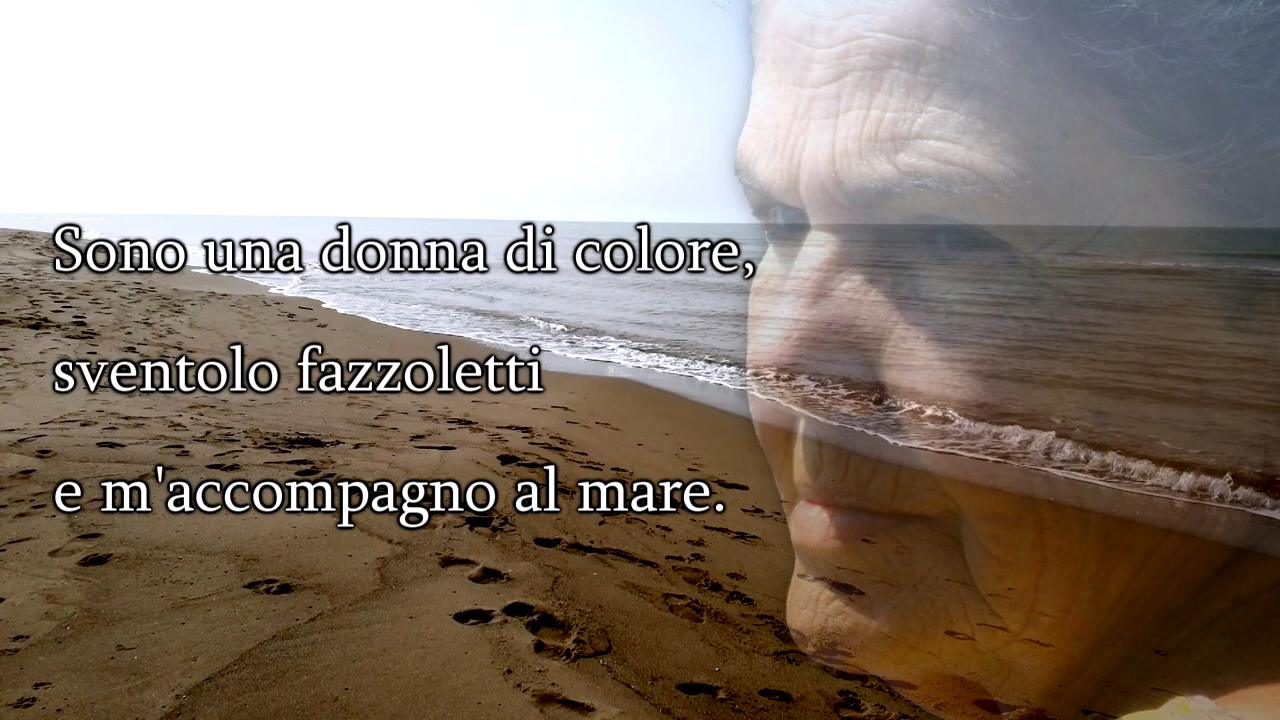 Sono una donna di colore,
sventolo fazzoletti
e m'accompagno al mare.